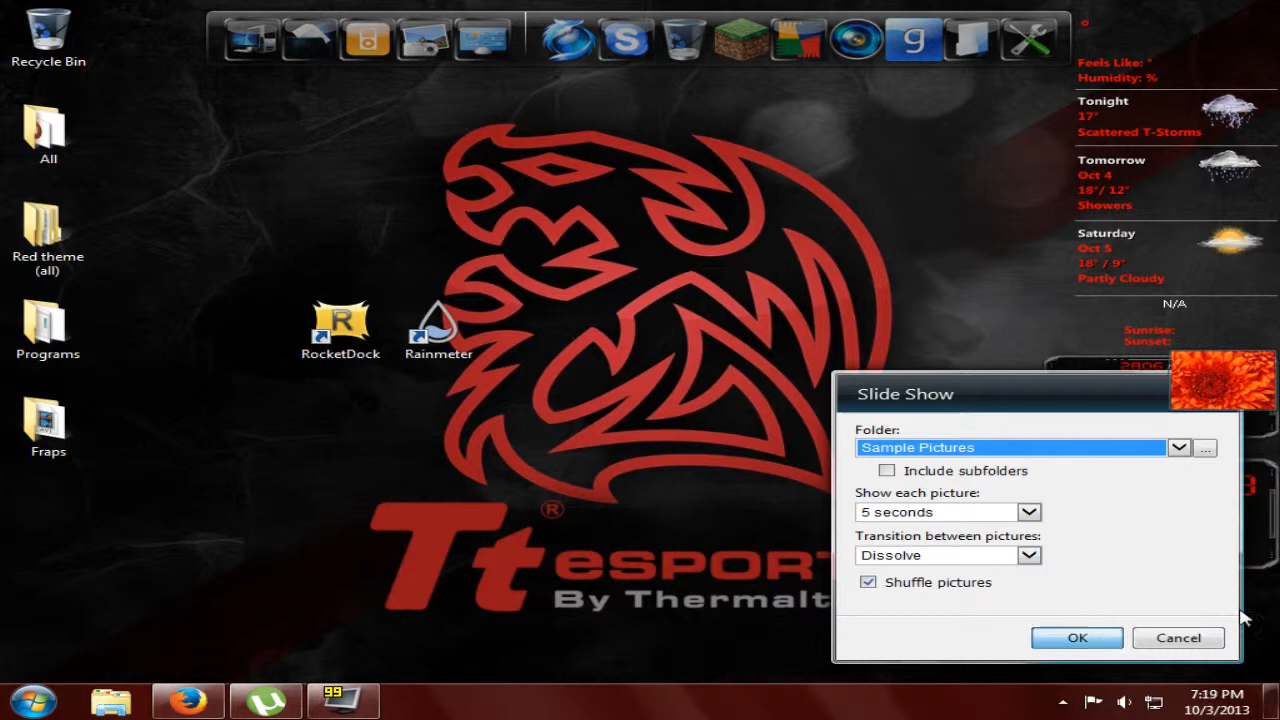 Recycle Bin
All
Red theme
(all)
Programs
Fraps
S
g
R
RocketDock
Rainmeter
Tt ®
eSPORT
By Thermalt
°
Feels Like: °
Humidity: %
Tonight
17°
Scattered T-Storms
Tomorrow
Oct 4
18°/ 12°
Showers
Saturday
Oct 5
18° / 9°
Partly Cloudy
N/A
Sunrise:
Sunset:
Slide Show
Folder:
Sample Pictures
...
Include subfolders
Show each picture:
5 seconds
Transition between pictures:
Dissolve
Shuffle pictures
OK
Cancel
99
7:19 PM
10/3/2013